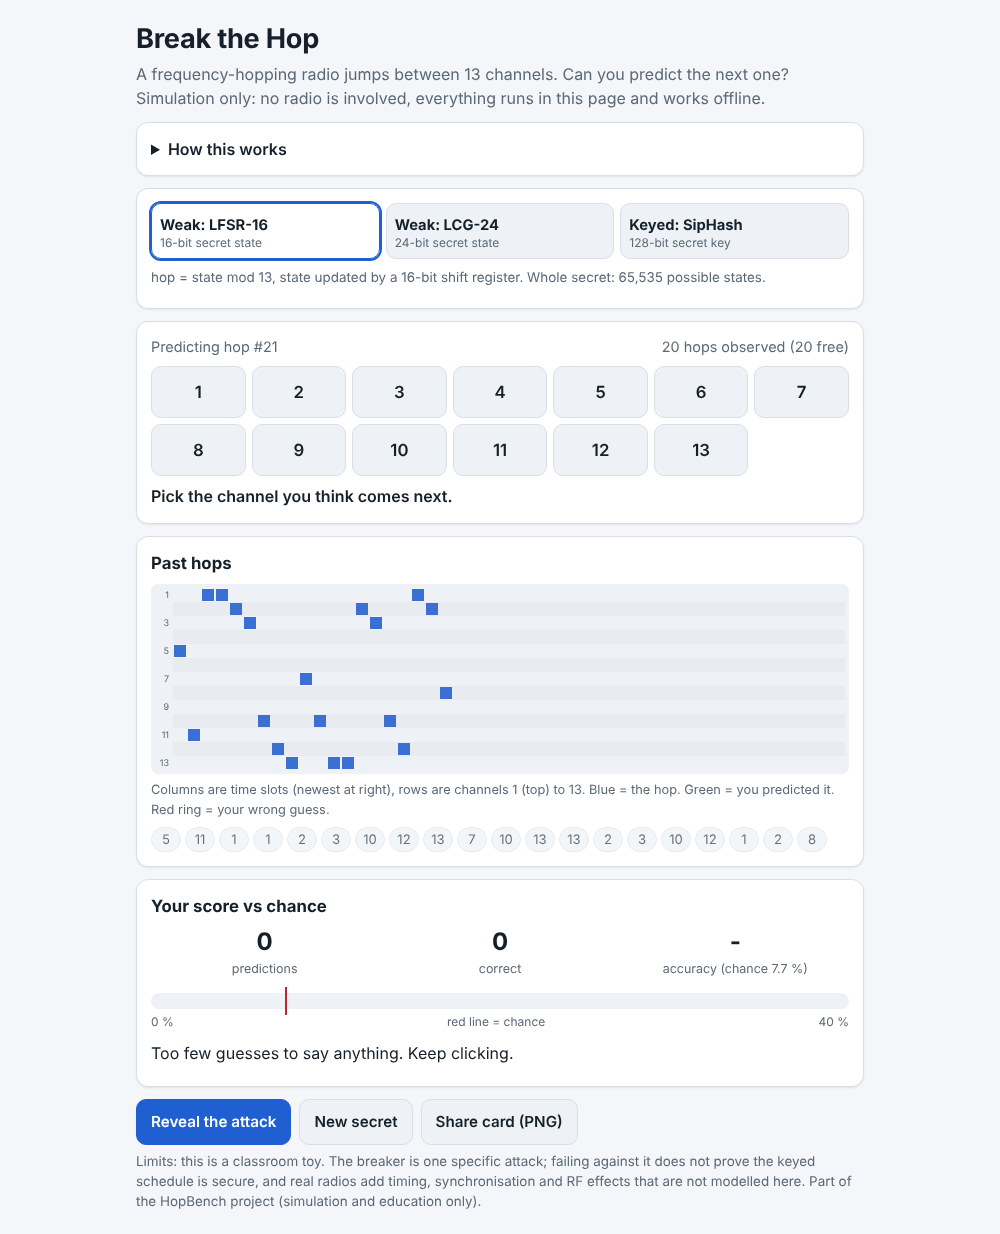 Break the Hop
A frequency-hopping radio jumps between 13 channels. Can you predict the next one?
Simulation only: no radio is involved, everything runs in this page and works offline.
How this works
Weak: LFSR-16
16-bit secret state
Weak: LCG-24
24-bit secret state
Keyed: SipHash
128-bit secret key
hop = state mod 13, state updated by a 16-bit shift register. Whole secret: 65,535 possible states.
Predicting hop #21
20 hops observed (20 free)
1 2 3 4 5 6 7
8 9 10 11 12 13
Pick the channel you think comes next.
Past hops
1
3
5
7
9
11
13
Columns are time slots (newest at right), rows are channels 1 (top) to 13. Blue = the hop. Green = you predicted it.
Red ring = your wrong guess.
5 11 1 1 2 3 10 12 13 7 10 13 13 2 3 10 12 1 2 8
Your score vs chance
0 0 -
predictions correct accuracy (chance 7.7 %)
0 % red line = chance 40 %
Too few guesses to say anything. Keep clicking.
Reveal the attack New secret Share card (PNG)
Limits: this is a classroom toy. The breaker is one specific attack; failing against it does not prove the keyed
schedule is secure, and real radios add timing, synchronisation and RF effects that are not modelled here. Part of
the HopBench project (simulation and education only).